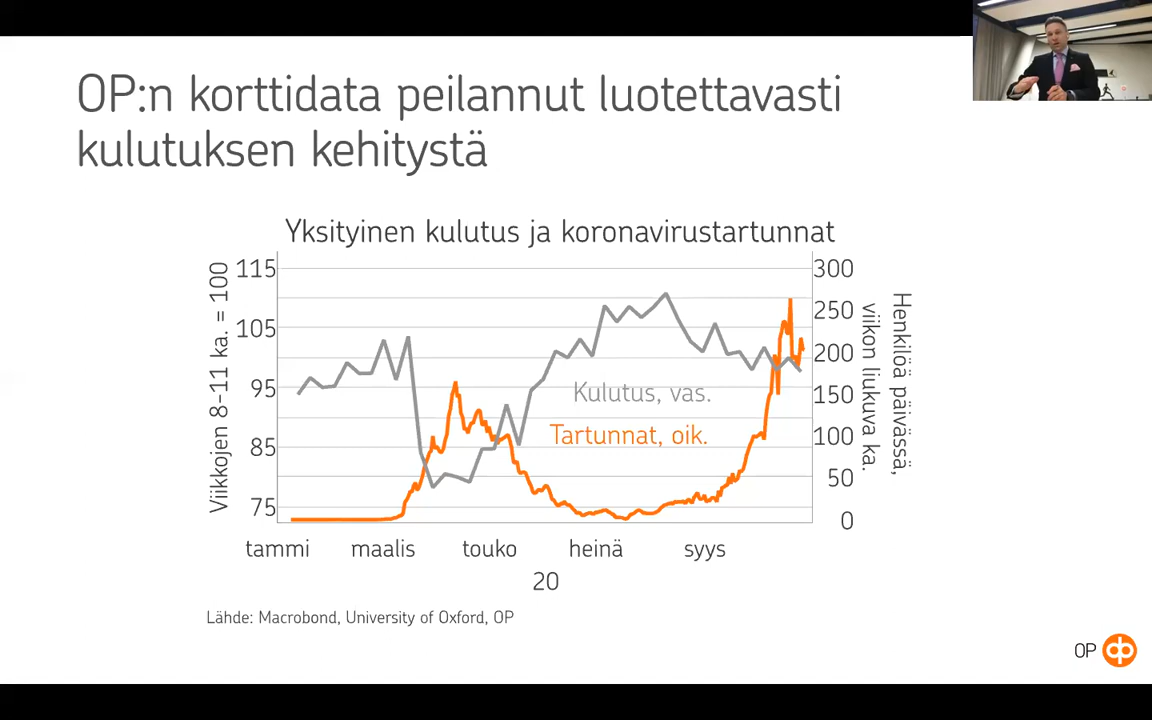 OP:n korttidata peilannut luotettavasti
kulutuksen kehitystä
Yksityinen kulutus ja koronavirustartunnat
Viikkojen 8-11 ka. = 100
115
105
95
85
75
300
250
200
150
100
50
0
Henkilöä päivässä,
viikon liukuva ka.
Kulutus, vas.
Tartunnat, oik.
tammi maalis touko heinä syys
20
Lähde: Macrobond, University of Oxford, OP
OP